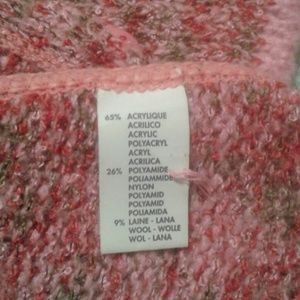 65% ACRYLIQUE
ACRILICO
ACRYLIC
POLYACRYL
ACRYL
ACRILICA
26% POLYAMIDE
POLIAMMIDE
NYLON
POLYAMID
POLYAMID
POLIAMIDA
9% LAINE - LANA
WOOL - WOLLE
WOL - LANA